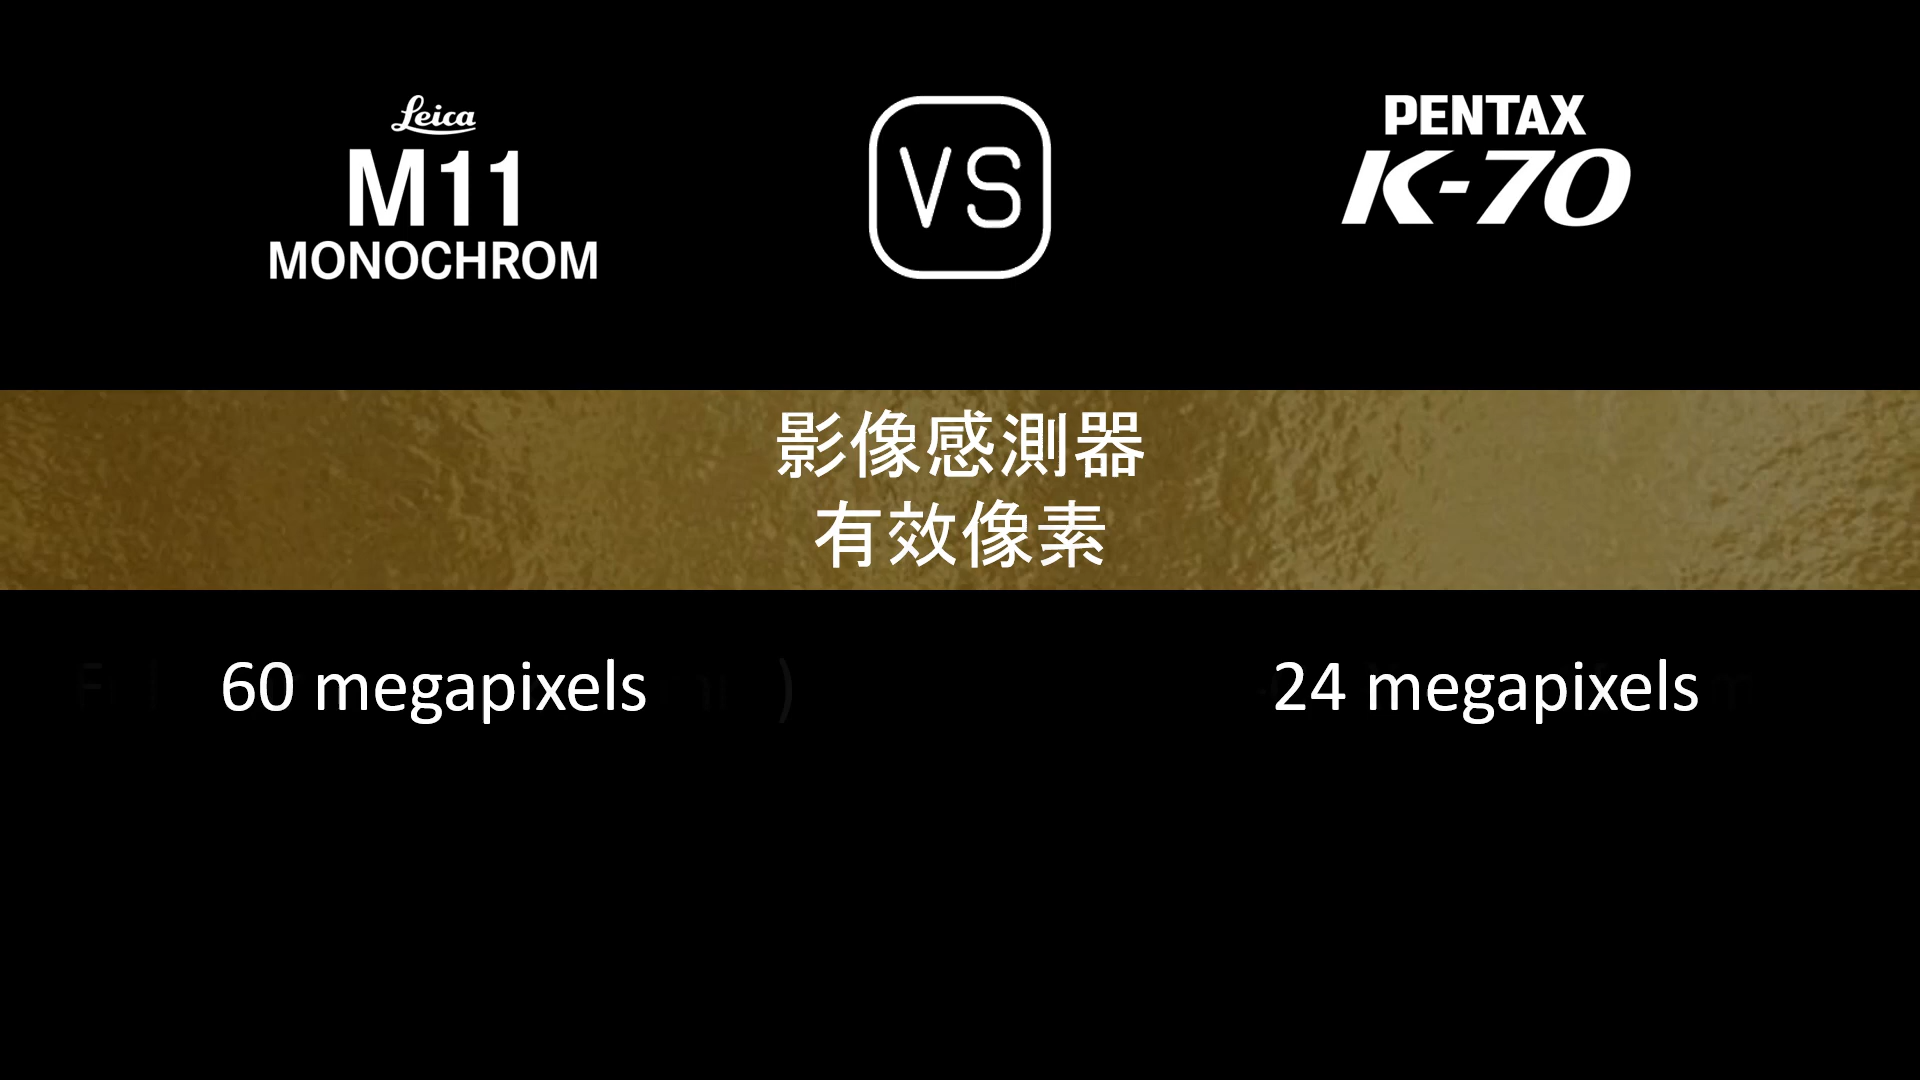 Leica
M11
MONOCHROM
VS
PENTAX
K-70
影像感測器
有效像素
60 megapixels
24 megapixels